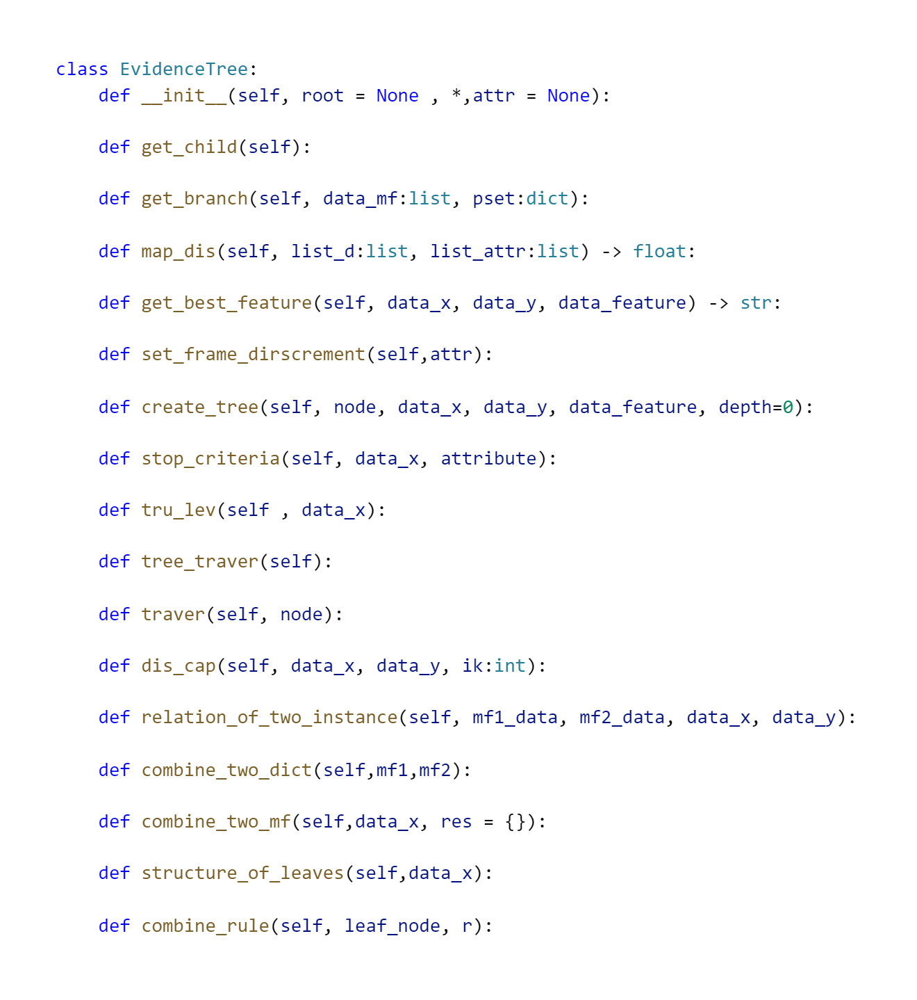 class EvidenceTree:
def __init__(self, root = None , *,attr = None):
def get_child(self):
def get_branch(self, data_mf:list, pset:dict):
def map_dis(self, list_d:list, list_attr:list) -> float:
def get_best_feature(self, data_x, data_y, data_feature) -> str:
def set_frame_dirscrement(self,attr):
def create_tree(self, node, data_x, data_y, data_feature, depth=0):
def stop_criteria(self, data_x, attribute):
def tru_lev(self , data_x):
def tree_traver(self):
def traver(self, node):
def dis_cap(self, data_x, data_y, ik:int):
def relation_of_two_instance(self, mf1_data, mf2_data, data_x, data_y):
def combine_two_dict(self,mf1,mf2):
def combine_two_mf(self,data_x, res = {}):
def structure_of_leaves(self,data_x):
def combine_rule(self, leaf_node, r):